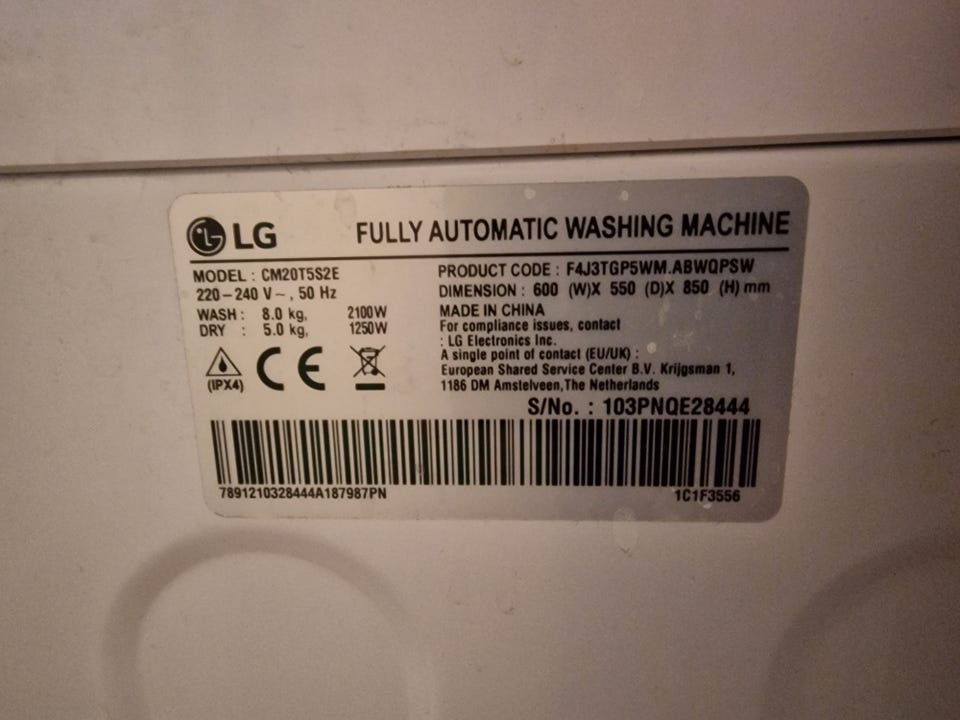 LG FULLY AUTOMATIC WASHING MACHINE
MODEL : CM20T5S2E
220-240 V~, 50 Hz
WASH : 8.0 kg, 2100W
DRY : 5.0 kg, 1250W
(IPX4)
CE
PRODUCT CODE : F4J3TGP5WM.ABWQPSW
DIMENSION : 600 (W)X 550 (D)X 850 (H) mm
MADE IN CHINA
For compliance issues, contact
: LG Electronics Inc.
A single point of contact (EU/UK) :
European Shared Service Center B.V. Krijgsman 1,
1186 DM Amstelveen,The Netherlands
S/No. : 103PNQE28444
7891210328444A187987PN 1C1F3556